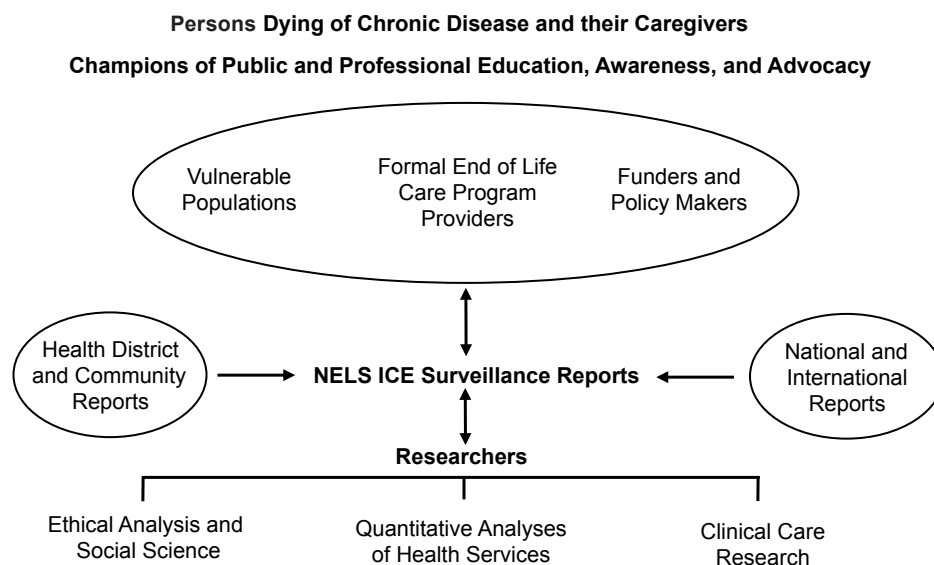 Persons Dying of Chronic Disease and their Caregivers
Champions of Public and Professional Education, Awareness, and Advocacy
Vulnerable
Populations
Formal End of Life
Care Program
Providers
Funders and
Policy Makers
Health District
and Community
Reports
NELS ICE Surveillance Reports
National and
International
Reports
Researchers
Ethical Analysis and
Social Science
Quantitative Analyses
of Health Services
Clinical Care
Research